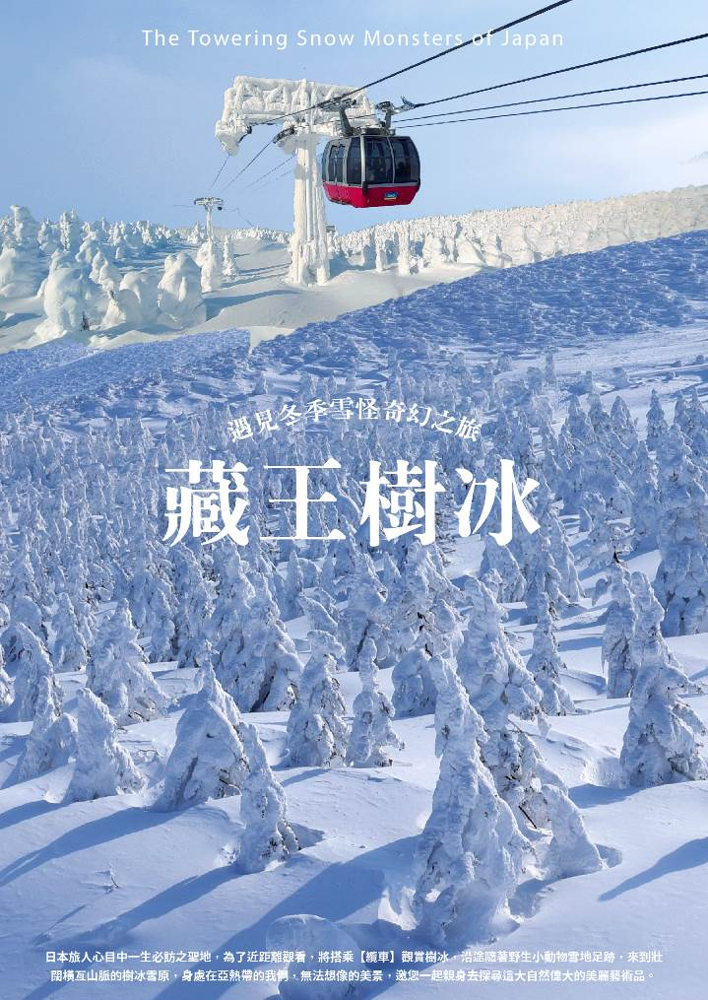 The Towering Snow Monsters of Japan
遇見冬季雪怪奇幻之旅
藏王樹冰
日本旅人心目中一生必訪之聖地，為了近距離觀看，將搭乘【纜車】觀賞樹冰，沿途隨著野生小動物雪地足跡，來到壯
闊橫亙山脈的樹冰雪原，身處在亞熱帶的我們，無法想像的美景，邀您一起親身去探尋這大自然偉大的美麗藝術品。